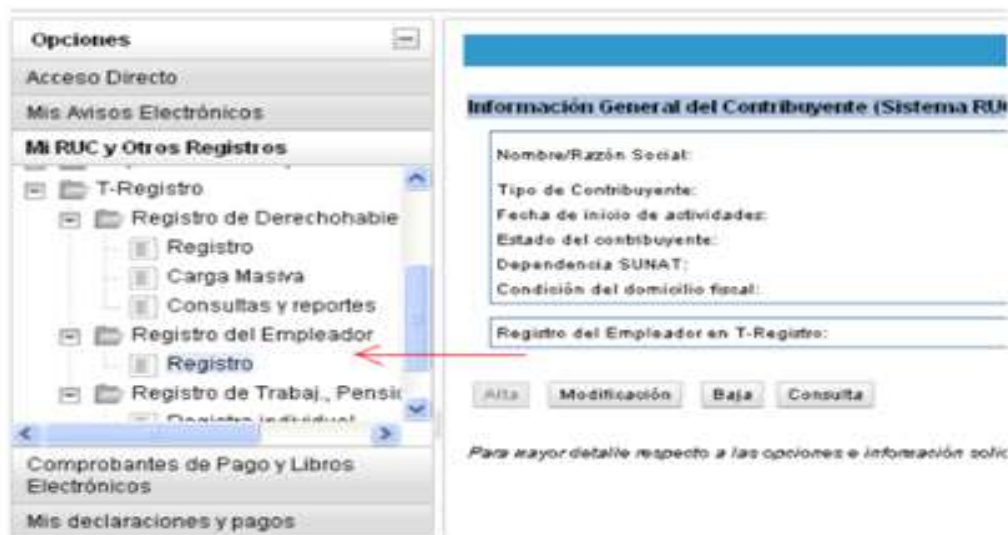 Opciones
Acceso Directo
Mis Avisos Electrónicos
Mi RUC y Otros Registros
T-Registro
Registro de Derechohabie
Registro
Carga Masiva
Consultas y reportes
Registro del Empleador
Registro
Registro de Trabaj., Pensio
Registro individual
Comprobantes de Pago y Libros
Electrónicos
Mis declaraciones y pagos
Información General del Contribuyente (Sistema RU
Nombre/Razón Social:
Tipo de Contribuyente:
Fecha de inicio de actividades:
Estado del contribuyente:
Dependencia SUNAT:
Condición del domicilio fiscal:
Registro del Empleador en T-Registro:
Alta Modificación Baja Consulta
Para mayor detalle respecto a las opciones e información solic